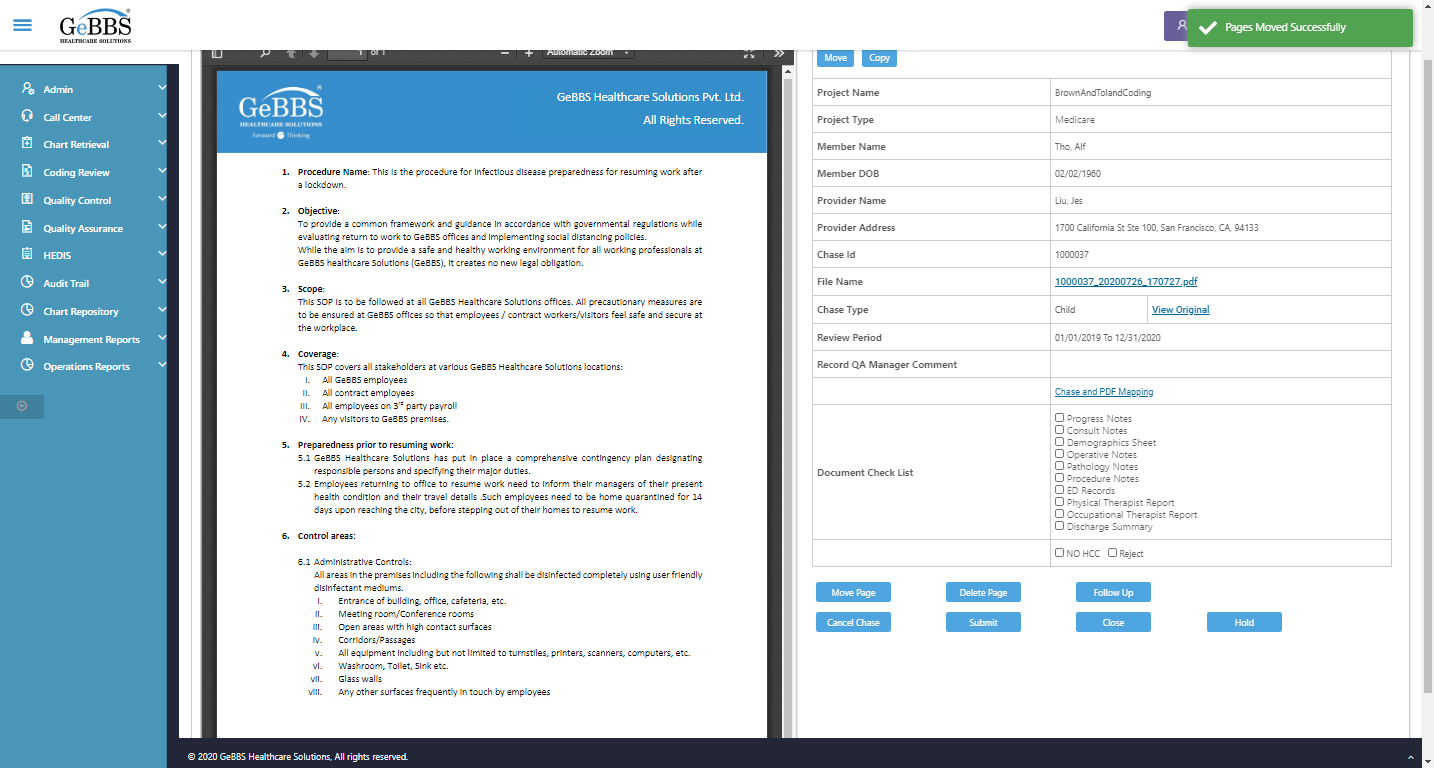 GeBBS
HEALTHCARE SOLUTIONS
Pages Moved Successfully
Admin
Call Center
Chart Retrieval
Coding Review
Quality Control
Quality Assurance
HEDIS
Audit Trail
Chart Repository
Management Reports
Operations Reports
1 of 1
Automatic Zoom
GeBBS
HEALTHCARE SOLUTIONS
Forward Thinking
GeBBS Healthcare Solutions Pvt. Ltd.
All Rights Reserved.
1. Procedure Name: This is the procedure for infectious disease preparedness for resuming work after
a lockdown.
2. Objective:
To provide a common framework and guidance in accordance with governmental regulations while
evaluating return to work to GeBBS offices and implementing social distancing policies.
While the aim is to provide a safe and healthy working environment for all working professionals at
GeBBS healthcare Solutions (GeBBS), it creates no new legal obligation.
3. Scope:
This SOP is to be followed at all GeBBS Healthcare Solutions offices. All precautionary measures are
to be ensured at GeBBS offices so that employees / contract workers/visitors feel safe and secure at
the workplace.
4. Coverage:
This SOP covers all stakeholders at various GeBBS Healthcare Solutions locations:
I. All GeBBS employees
II. All contract employees
III. All employees on 3rd party payroll
IV. Any visitors to GeBBS premises.
5. Preparedness prior to resuming work:
5.1 GeBBS Healthcare Solutions has put in place a comprehensive contingency plan designating
responsible persons and specifying their major duties.
5.2 Employees returning to office to resume work need to inform their managers of their present
health condition and their travel details .Such employees need to be home quarantined for 14
days upon reaching the city, before stepping out of their homes to resume work.
6. Control areas:
6.1 Administrative Controls:
All areas in the premises including the following shall be disinfected completely using user friendly
disinfectant mediums.
i. Entrance of building, office, cafeteria, etc.
ii. Meeting room/Conference rooms
iii. Open areas with high contact surfaces
iv. Corridors/Passages
v. All equipment including but not limited to turnstiles, printers, scanners, computers, etc.
vi. Washroom, Toilet, Sink etc.
vii. Glass walls
viii. Any other surfaces frequently in touch by employees
Move Copy
Project Name BrownAndTolandCoding
Project Type Medicare
Member Name Tho, Alf
Member DOB 02/02/1960
Provider Name Liu, Jes
Provider Address 1700 California St Ste 100, San Francisco, CA, 94133
Chase Id 1000037
File Name 1000037_20200726_170727.pdf
Chase Type Child View Original
Review Period 01/01/2019 To 12/31/2020
Record QA Manager Comment
Chase and PDF Mapping
Document Check List
Progress Notes
Consult Notes
Demographics Sheet
Operative Notes
Pathology Notes
Procedure Notes
ED Records
Physical Therapist Report
Occupational Therapist Report
Discharge Summary
NO HCC Reject
Move Page Delete Page Follow Up
Cancel Chase Submit Close Hold
© 2020 GeBBS Healthcare Solutions, All rights reserved.